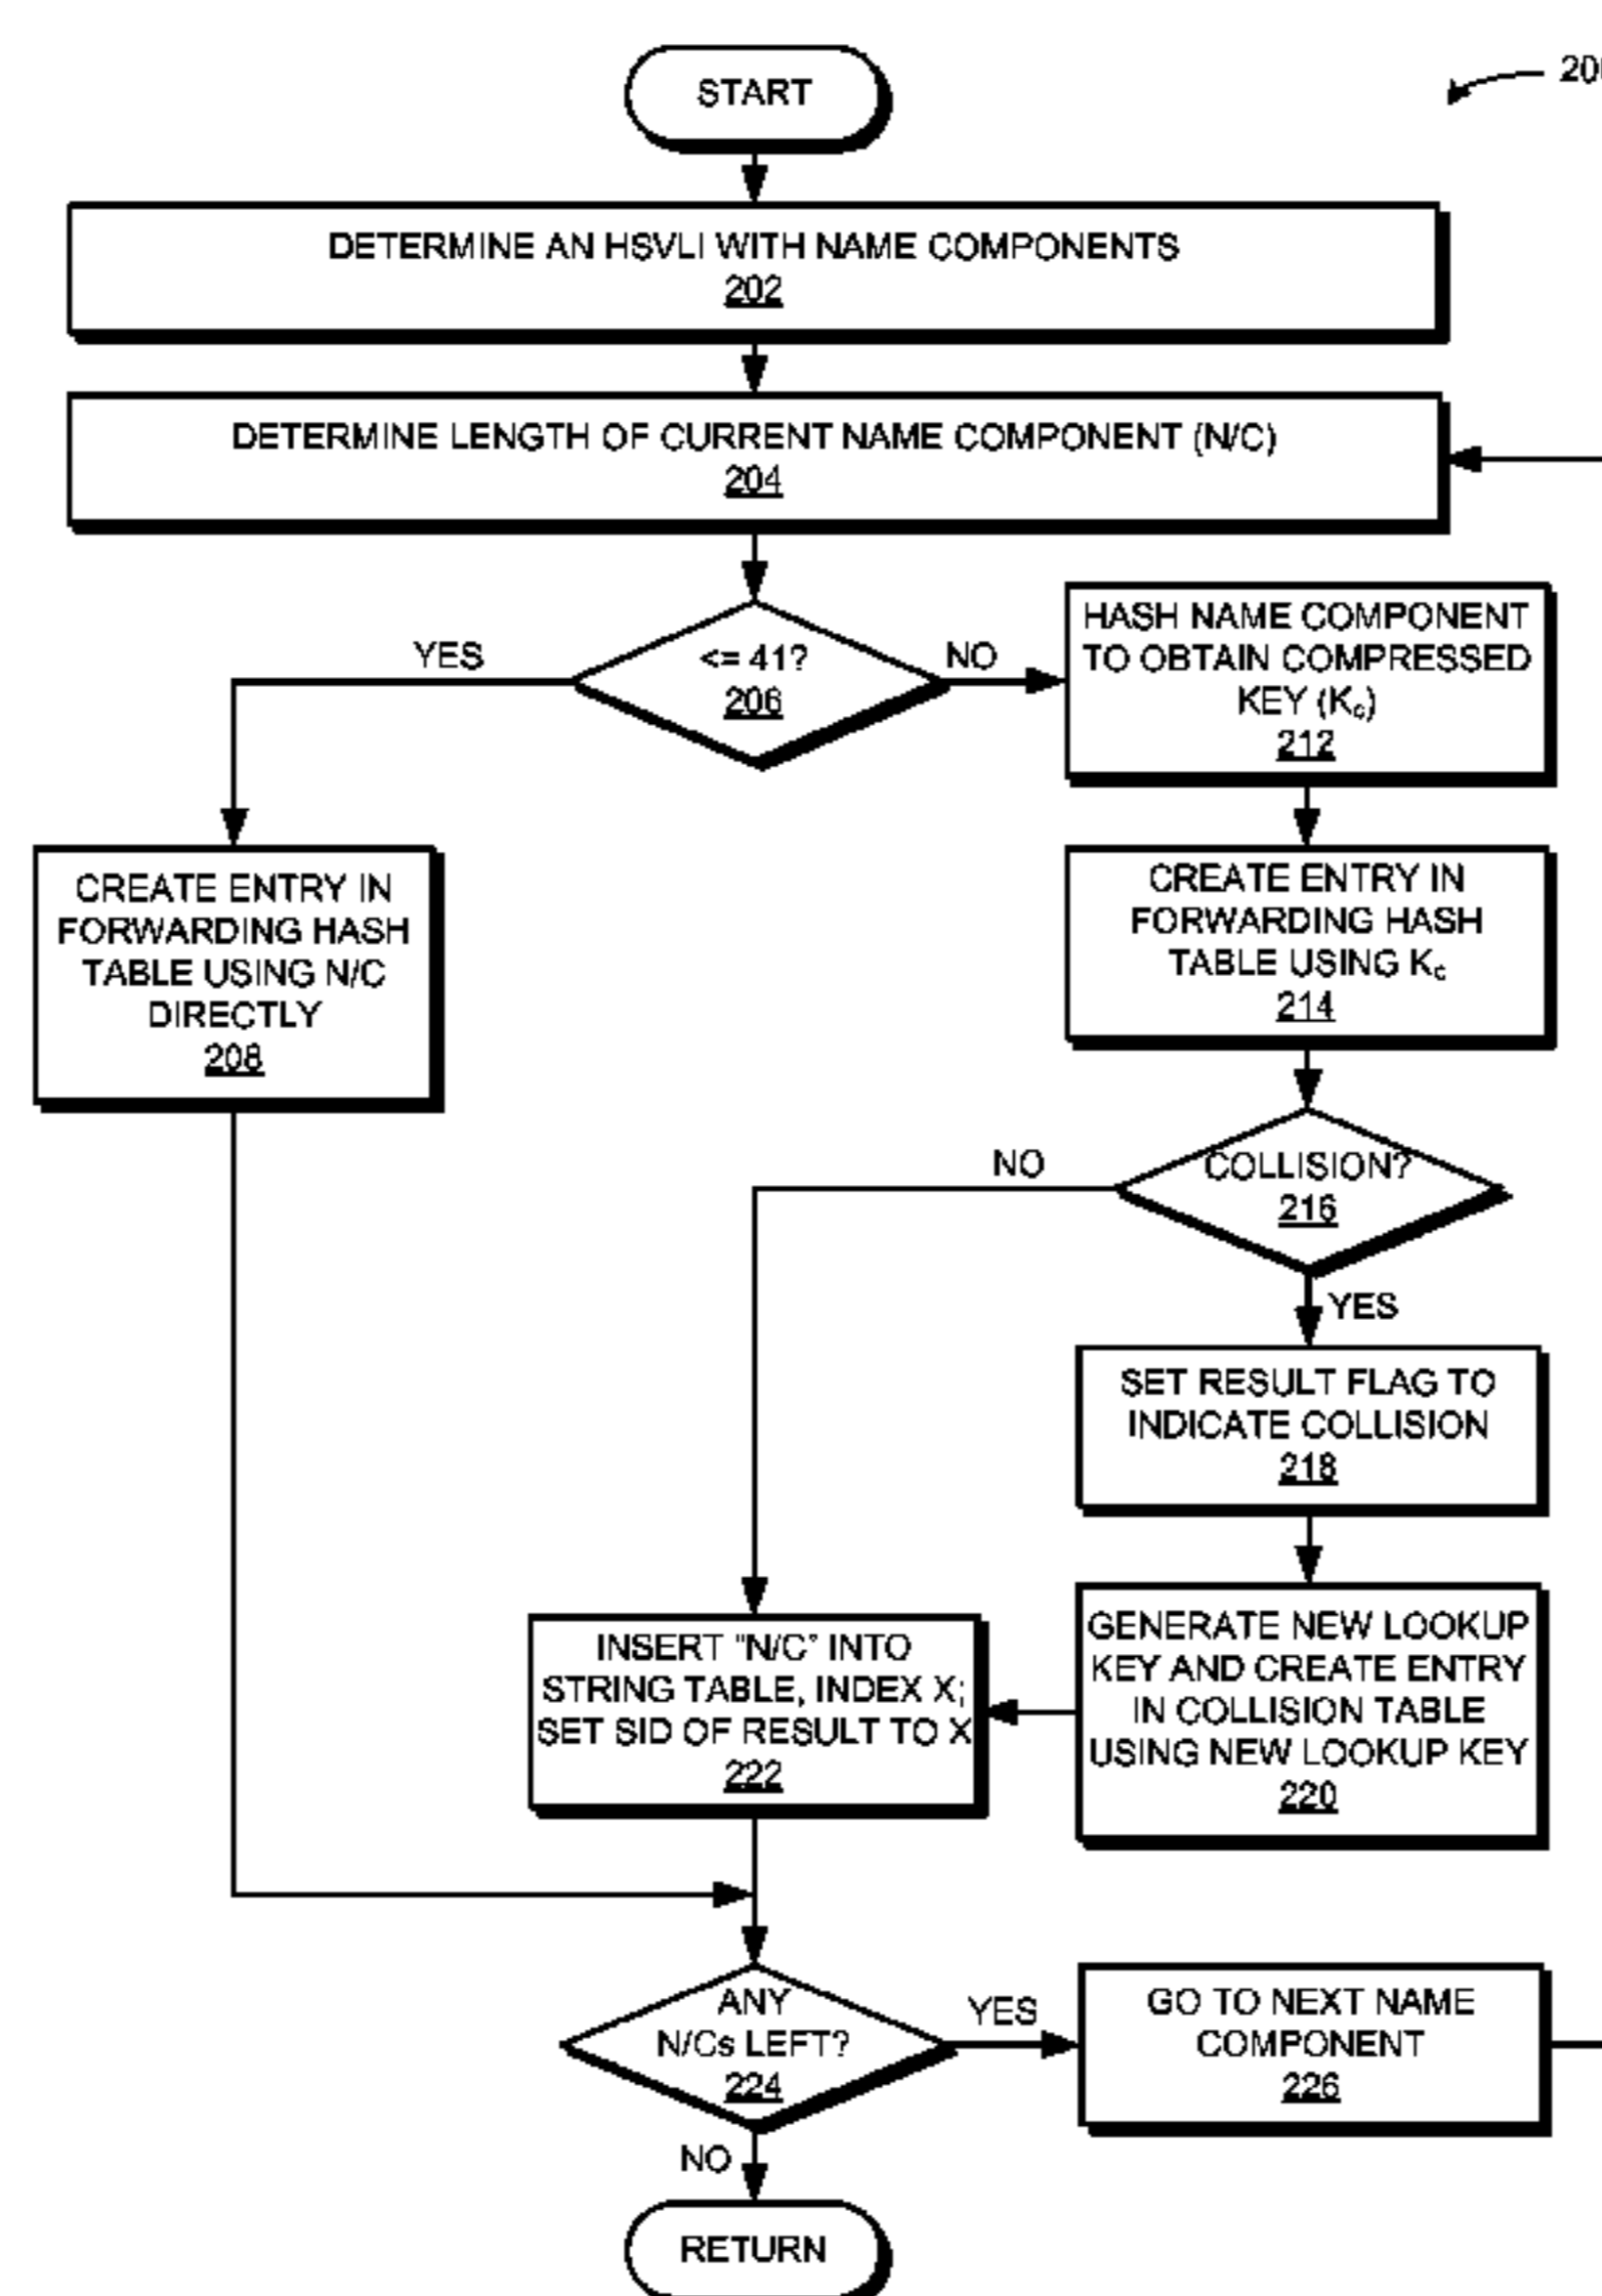 START
200
DETERMINE AN HSVLI WITH NAME COMPONENTS
202
DETERMINE LENGTH OF CURRENT NAME COMPONENT (N/C)
204
<= 41?
206
YES
NO
HASH NAME COMPONENT
TO OBTAIN COMPRESSED
KEY (Kc)
212
CREATE ENTRY IN
FORWARDING HASH
TABLE USING N/C
DIRECTLY
208
CREATE ENTRY IN
FORWARDING HASH
TABLE USING Kc
214
COLLISION?
216
NO
YES
SET RESULT FLAG TO
INDICATE COLLISION
218
GENERATE NEW LOOKUP
KEY AND CREATE ENTRY
IN COLLISION TABLE
USING NEW LOOKUP KEY
220
INSERT "N/C" INTO
STRING TABLE, INDEX X;
SET SID OF RESULT TO X
222
ANY
N/Cs LEFT?
224
YES
GO TO NEXT NAME
COMPONENT
226
NO
RETURN